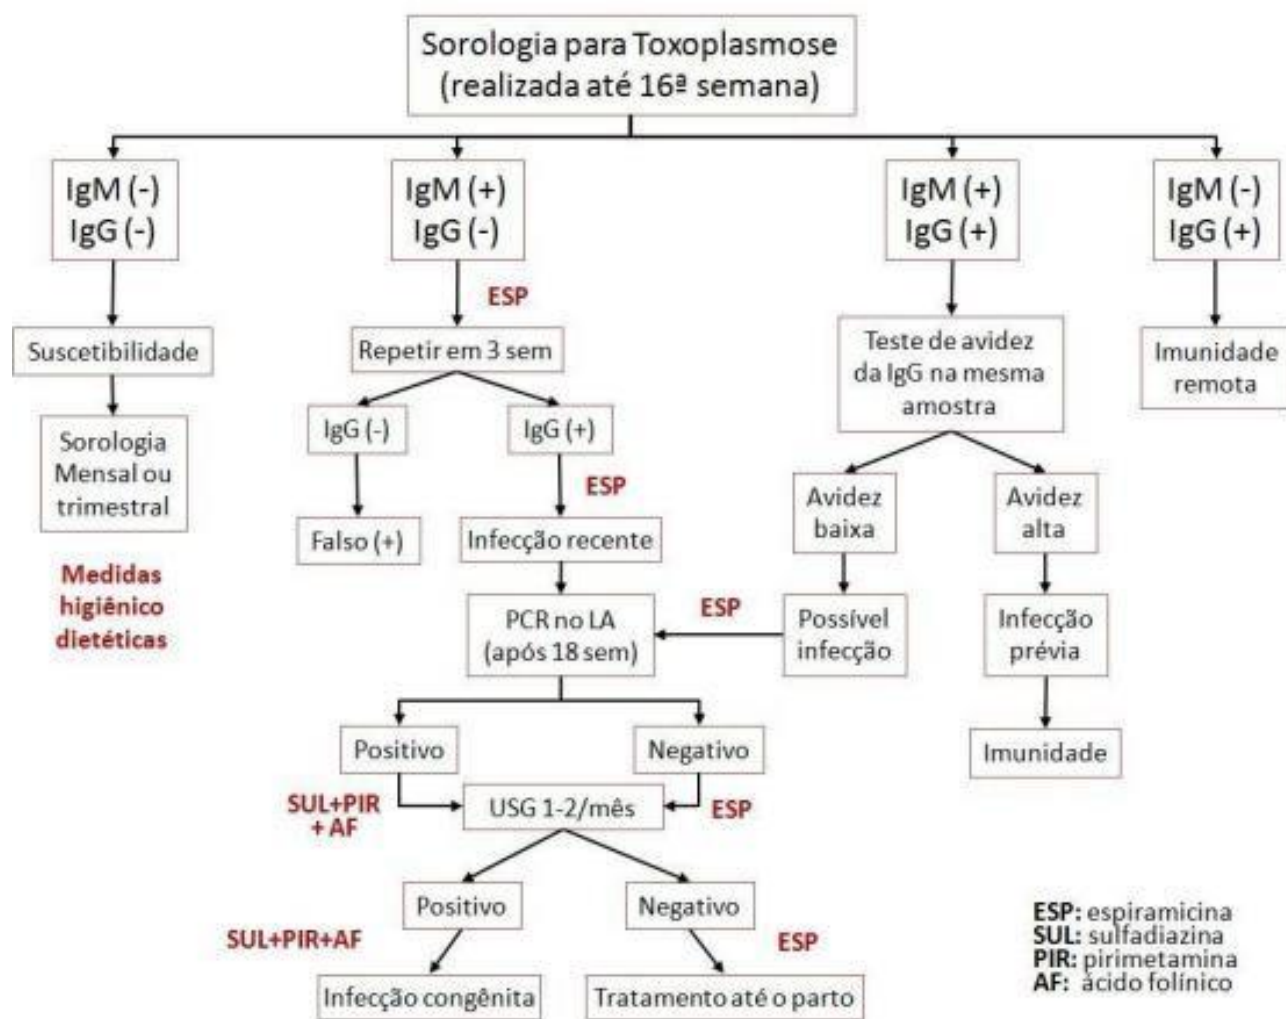 Sorologia para Toxoplasmose
(realizada até 16ª semana)
IgM (-)
IgG (-)
IgM (+)
IgG (-)
IgM (+)
IgG (+)
IgM (-)
IgG (+)
ESP
Suscetibilidade
Repetir em 3 sem
Teste de avidez
da IgG na mesma
amostra
Imunidade
remota
Sorologia
Mensal ou
trimestral
IgG (-)
IgG (+)
ESP
Avidez
baixa
Avidez
alta
Falso (+)
Infecção recente
Medidas
higiênico
dietéticas
PCR no LA
(após 18 sem)
ESP
Possível
infecção
Infecção
prévia
Positivo
Negativo
Imunidade
SUL+PIR
+ AF
USG 1-2/mês
ESP
Positivo
Negativo
SUL+PIR+AF
ESP
Infecção congênita
Tratamento até o parto
ESP: espiramicina
SUL: sulfadiazina
PIR: pirimetamina
AF: ácido folínico